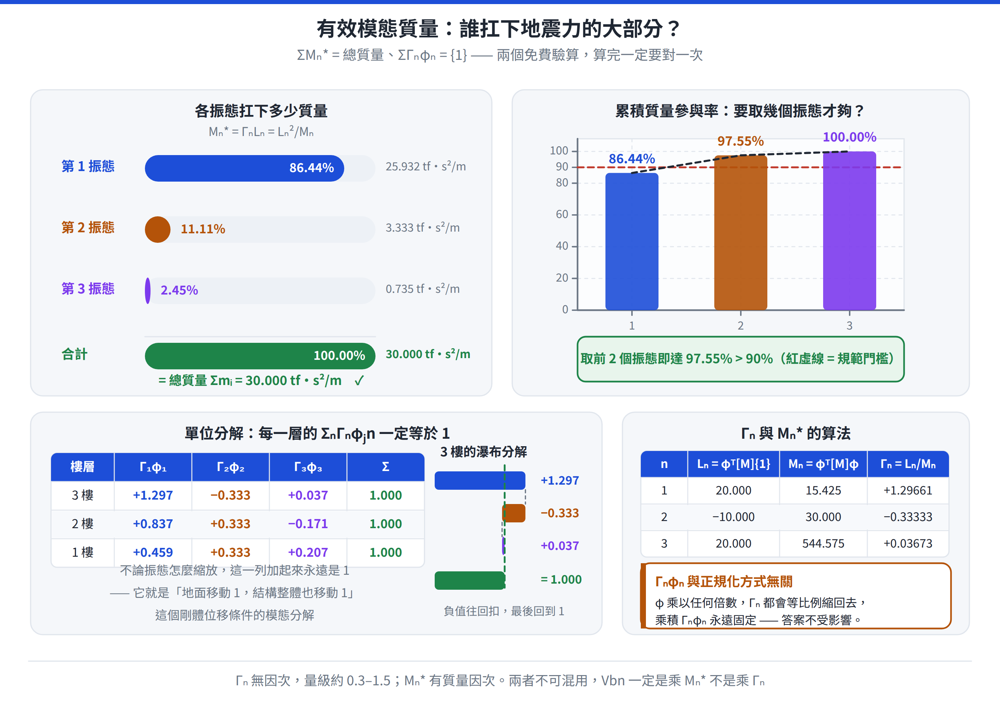 有效模態質量：誰扛下地震力的大部分？
ΣMₙ* = 總質量、ΣΓₙϕₙ = {1} —— 兩個免費驗算，算完一定要對一次
各振態扛下多少質量
Mₙ* = ΓₙLₙ = Lₙ²/Mₙ
第 1 振態 86.44% 25.932 tf・s²/m
第 2 振態 11.11% 3.333 tf・s²/m
第 3 振態 2.45% 0.735 tf・s²/m
合計 100.00% 30.000 tf・s²/m
= 總質量 Σmᵢ = 30.000 tf・s²/m ✓
累積質量參與率：要取幾個振態才夠？
86.44% 97.55% 100.00%
100
90
80
60
40
20
0
1 2 3
取前 2 個振態即達 97.55% > 90%（紅虛線 = 規範門檻）
單位分解：每一層的 ΣₙΓₙϕⱼn 一定等於 1
樓層 Γ₁ϕ₁ Γ₂ϕ₂ Γ₃ϕ₃ Σ
3 樓 +1.297 −0.333 +0.037 1.000
2 樓 +0.837 +0.333 −0.171 1.000
1 樓 +0.459 +0.333 +0.207 1.000
不論振態怎麼縮放，這一列加起來永遠是 1
—— 它就是「地面移動 1，結構整體也移動 1」
這個剛體位移條件的模態分解
3 樓的瀑布分解
+1.297
−0.333
+0.037
= 1.000
負值往回扣，最後回到 1
Γₙ 與 Mₙ* 的算法
n Lₙ = ϕᵀ[M]{1} Mₙ = ϕᵀ[M]ϕ Γₙ = Lₙ/Mₙ
1 20.000 15.425 +1.29661
2 −10.000 30.000 −0.33333
3 20.000 544.575 +0.03673
Γₙϕₙ 與正規化方式無關
ϕ 乘以任何倍數，Γₙ 都會等比例縮回去，
乘積 Γₙϕₙ 永遠固定 —— 答案不受影響。
Γₙ 無因次，量級約 0.3–1.5；Mₙ* 有質量因次。兩者不可混用，Vbn 一定是乘 Mₙ* 不是乘 Γₙ